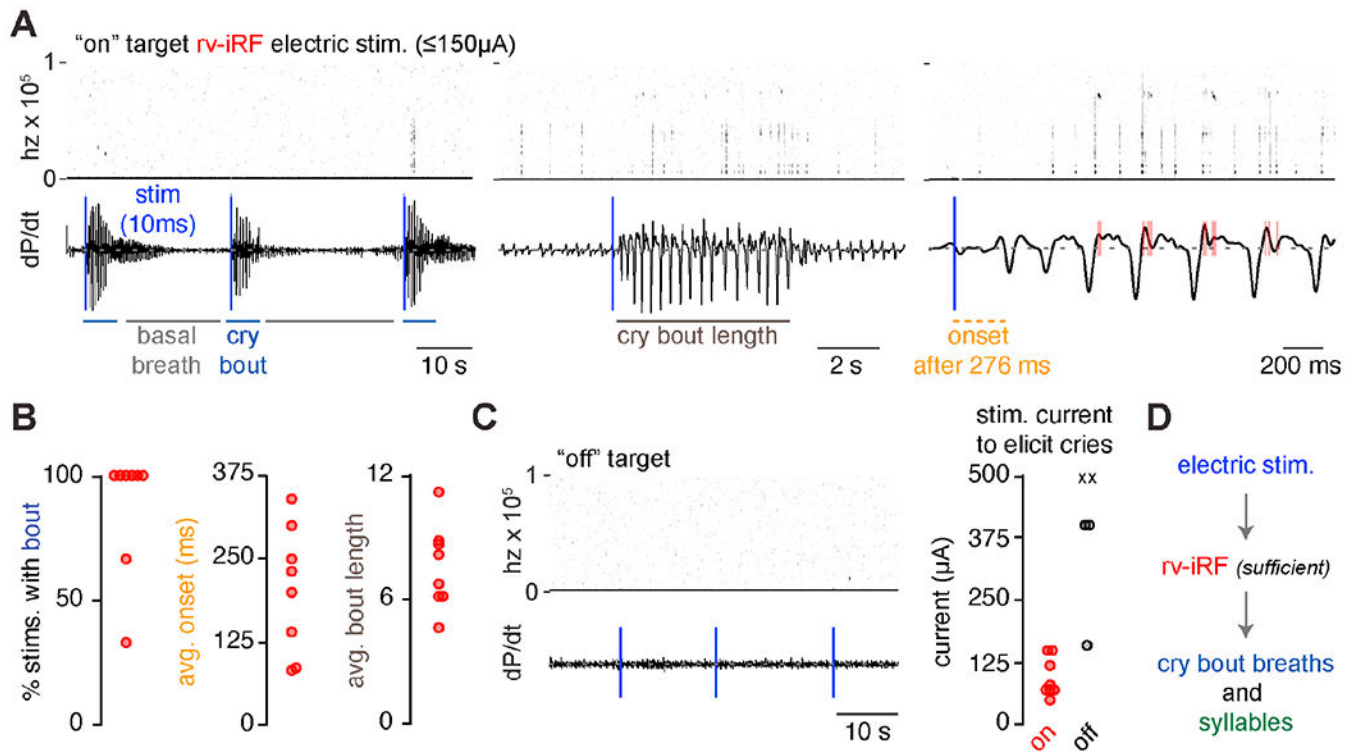 A
"on" target rv-iRF electric stim. (≤150μA)
1
hz x 10⁵
0
dP/dt
stim
(10ms)
basal
breath
cry
bout
10 s
cry bout length
2 s
onset
after 276 ms
200 ms
B
% stims. with bout
100
50
0
avg. onset (ms)
375
250
125
0
avg. bout length
12
6
0
C
"off" target
1
hz x 10⁵
0
dP/dt
10 s
stim. current
to elicit cries
current (μA)
500
375
250
125
0
xx
on
off
D
electric stim.
rv-iRF (sufficient)
cry bout breaths
and
syllables